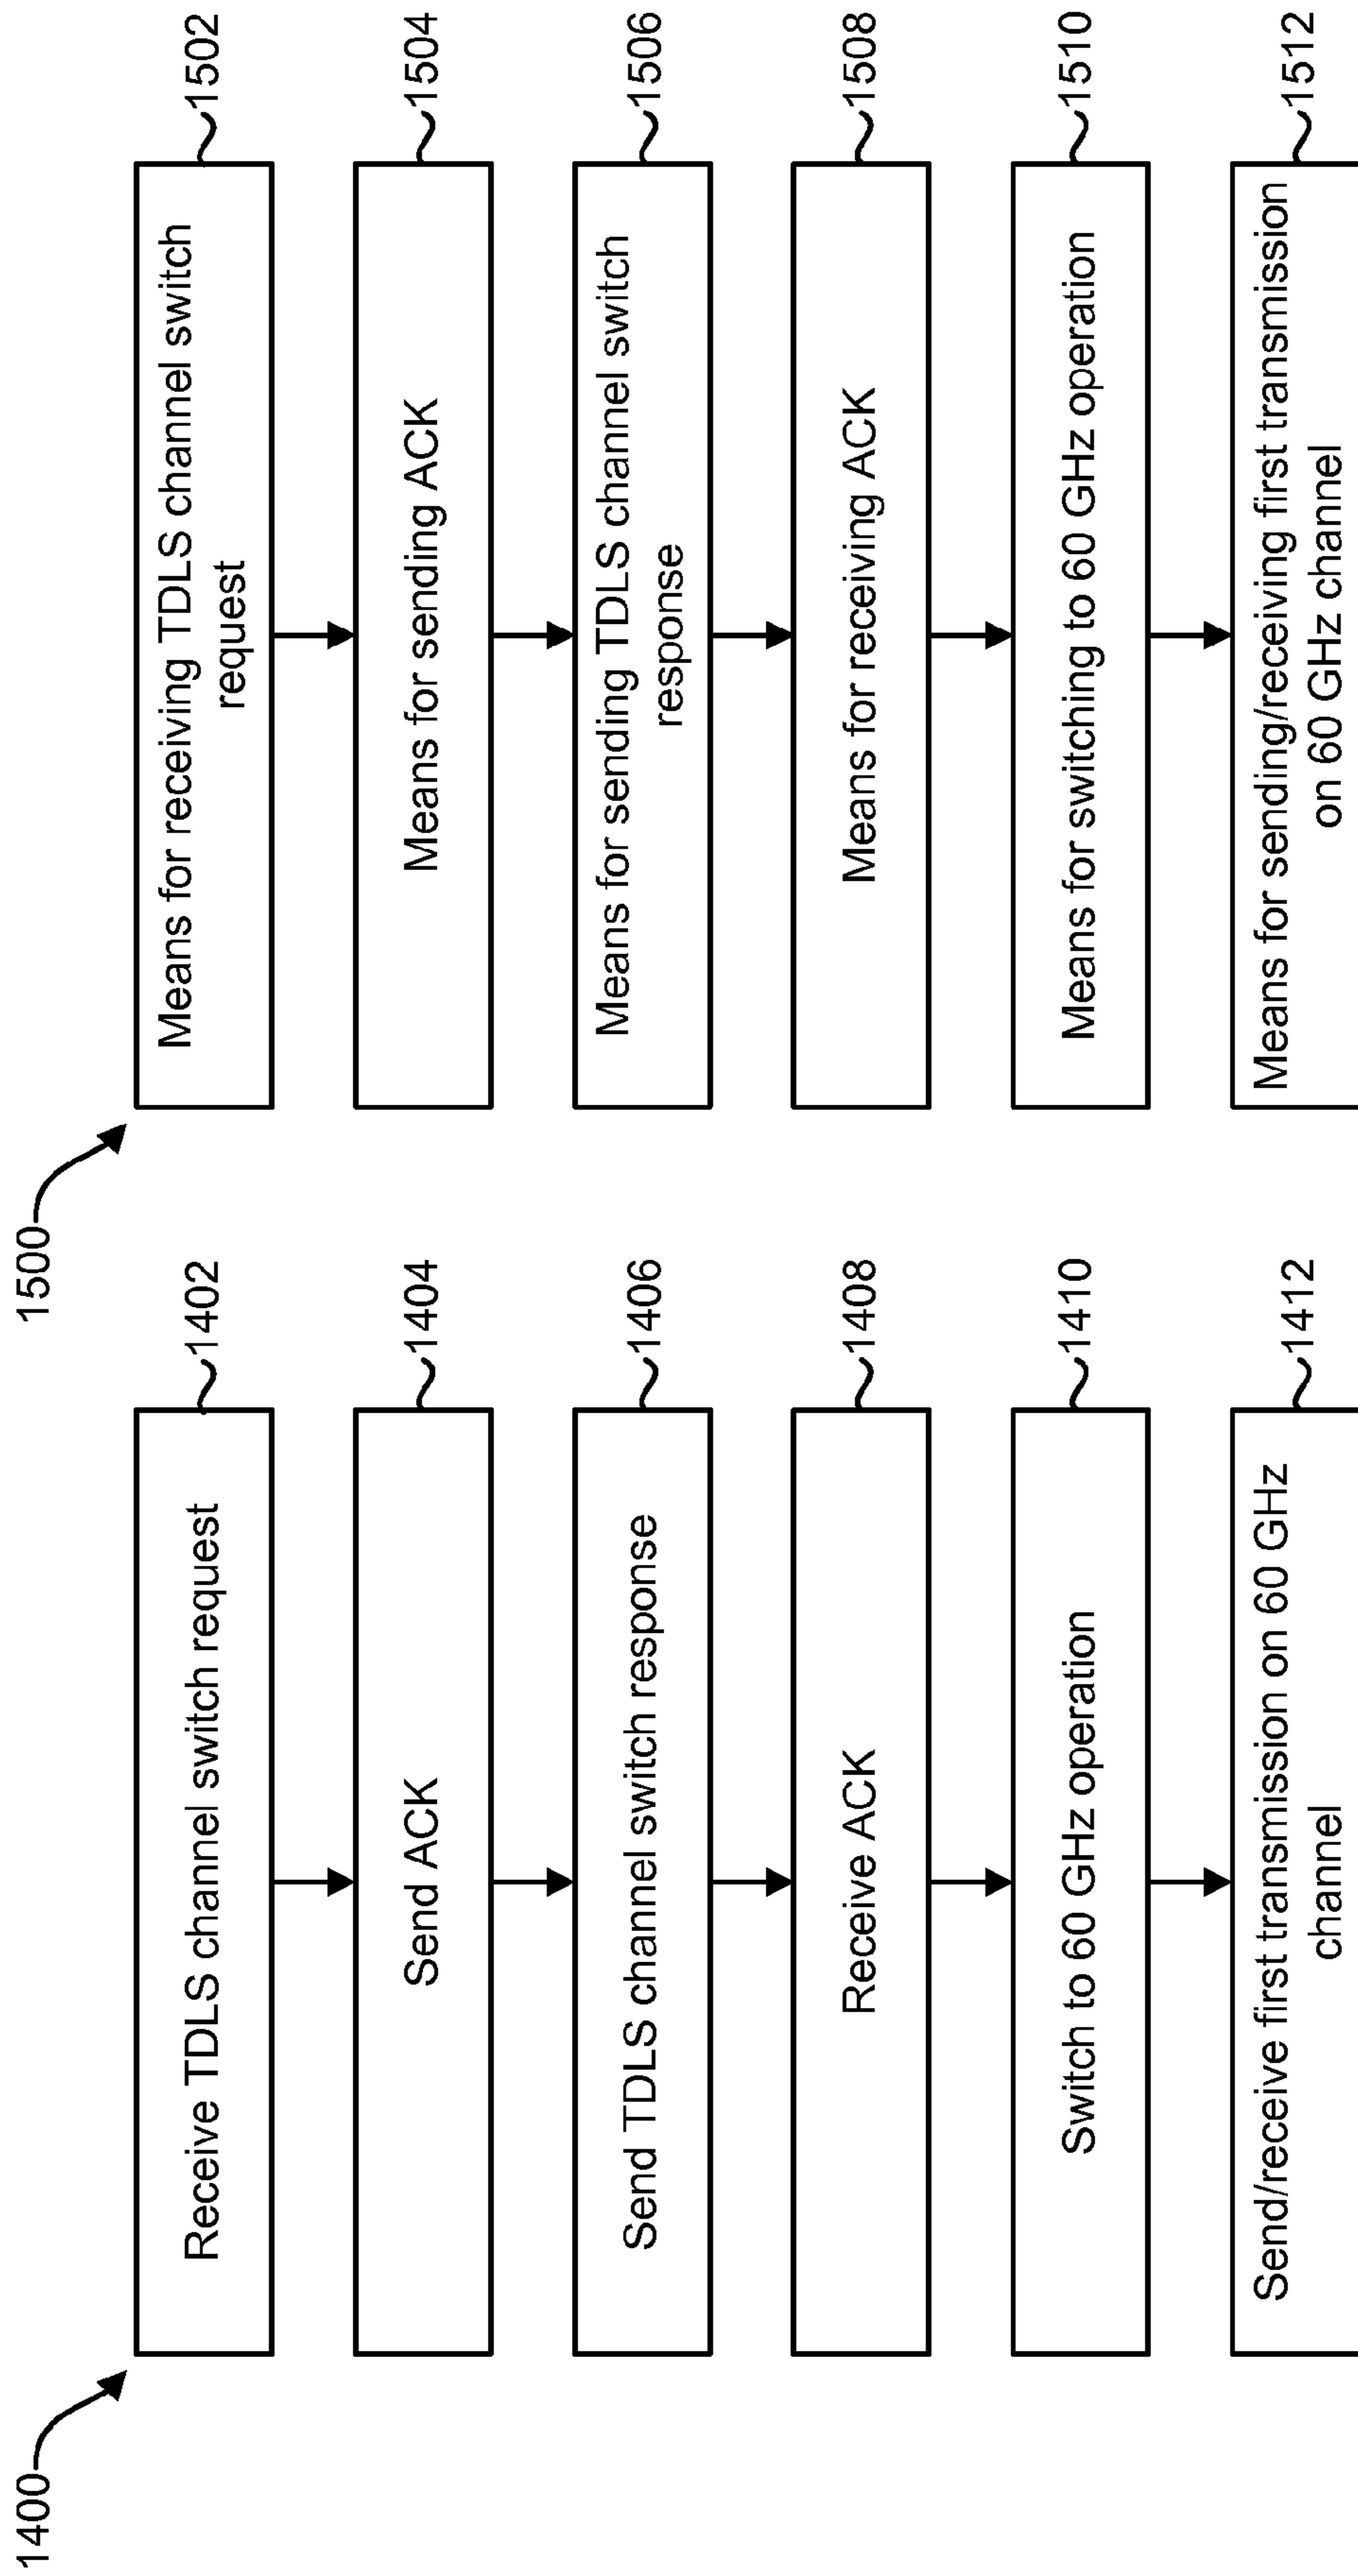 1400
Receive TDLS channel switch request
1402
Send ACK
1404
Send TDLS channel switch response
1406
Receive ACK
1408
Switch to 60 GHz operation
1410
Send/receive first transmission on 60 GHz
channel
1412
1500
Means for receiving TDLS channel switch
request
1502
Means for sending ACK
1504
Means for sending TDLS channel switch
response
1506
Means for receiving ACK
1508
Means for switching to 60 GHz operation
1510
Means for sending/receiving first transmission
on 60 GHz channel
1512